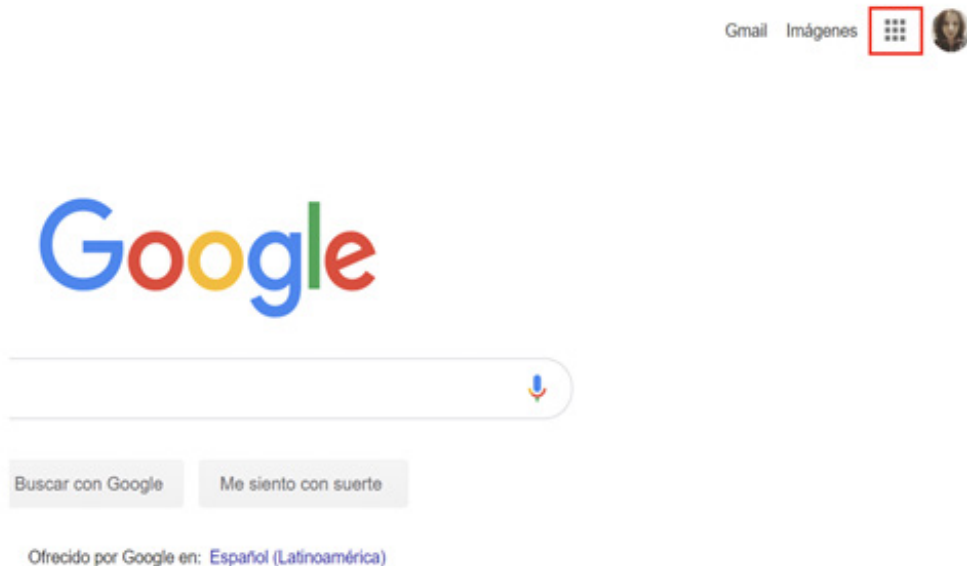 Gmail Imágenes
Google
Buscar con Google Me siento con suerte
Ofrecido por Google en: Español (Latinoamérica)